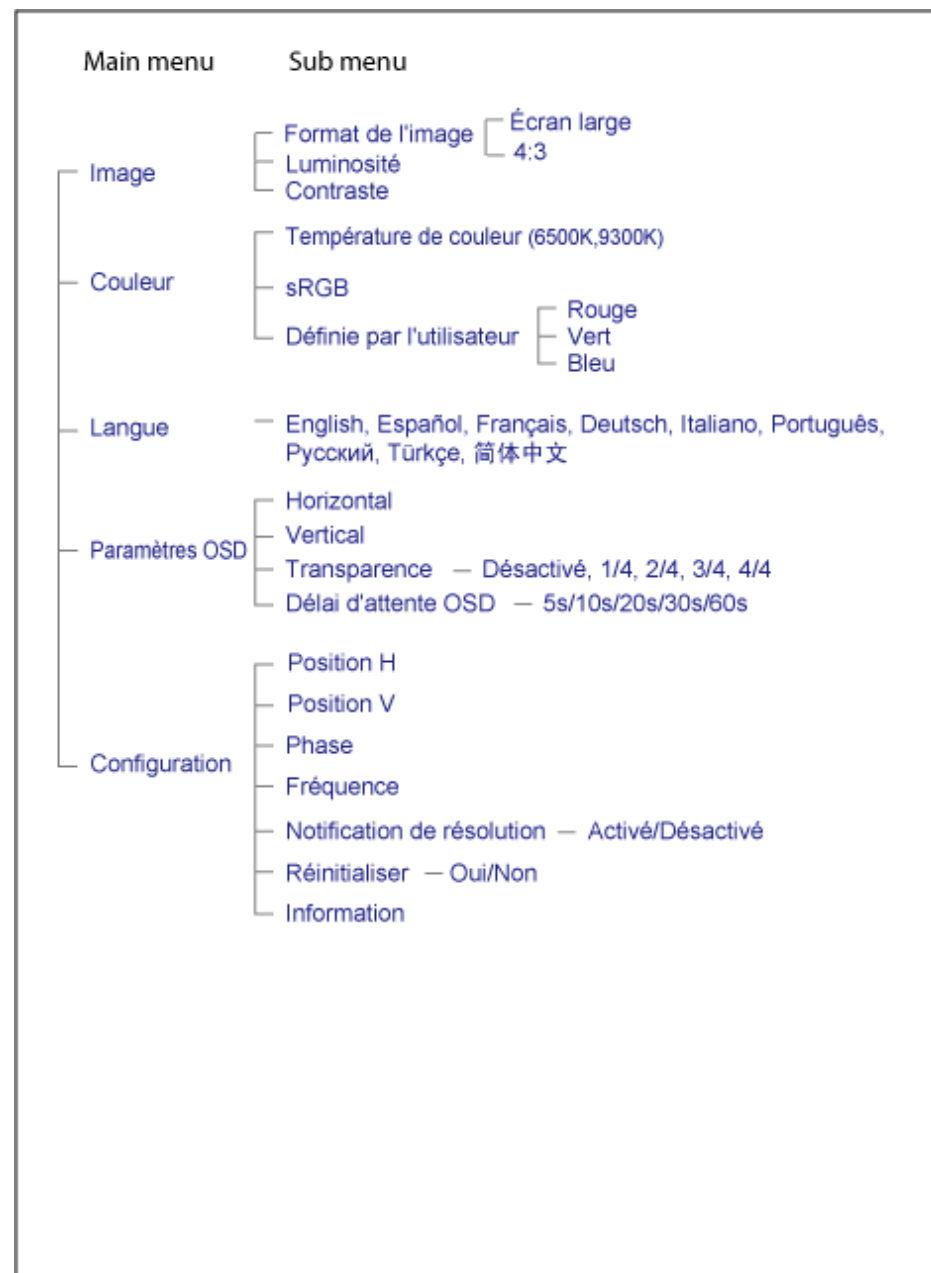 Main menu Sub menu
Écran large
Format de l'image
4:3
Luminosité
Image
Contraste
Température de couleur (6500K,9300K)
Couleur
sRGB
Rouge
Définie par l'utilisateur
Vert
Bleu
Langue
English, Español, Français, Deutsch, Italiano, Português,
Русский, Türkçe, 简体中文
Horizontal
Vertical
Paramètres OSD
Transparence — Désactivé, 1/4, 2/4, 3/4, 4/4
Délai d'attente OSD — 5s/10s/20s/30s/60s
Position H
Position V
Phase
Configuration
Fréquence
Notification de résolution — Activé/Désactivé
Réinitialiser — Oui/Non
Information